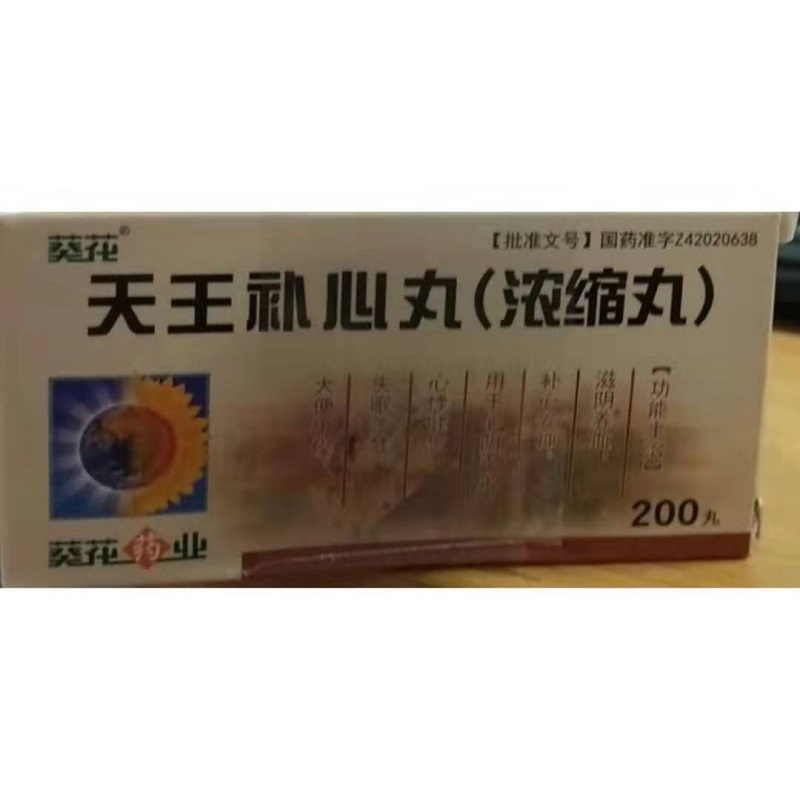 葵花®
【批准文号】国药准字Z42020638
天王补心丸(浓缩丸)
【功能主治】
滋阴养血,
补心安神。
用于心阴不足,
心悸健忘,
失眠多梦,
大便干燥。
200丸
葵花药业